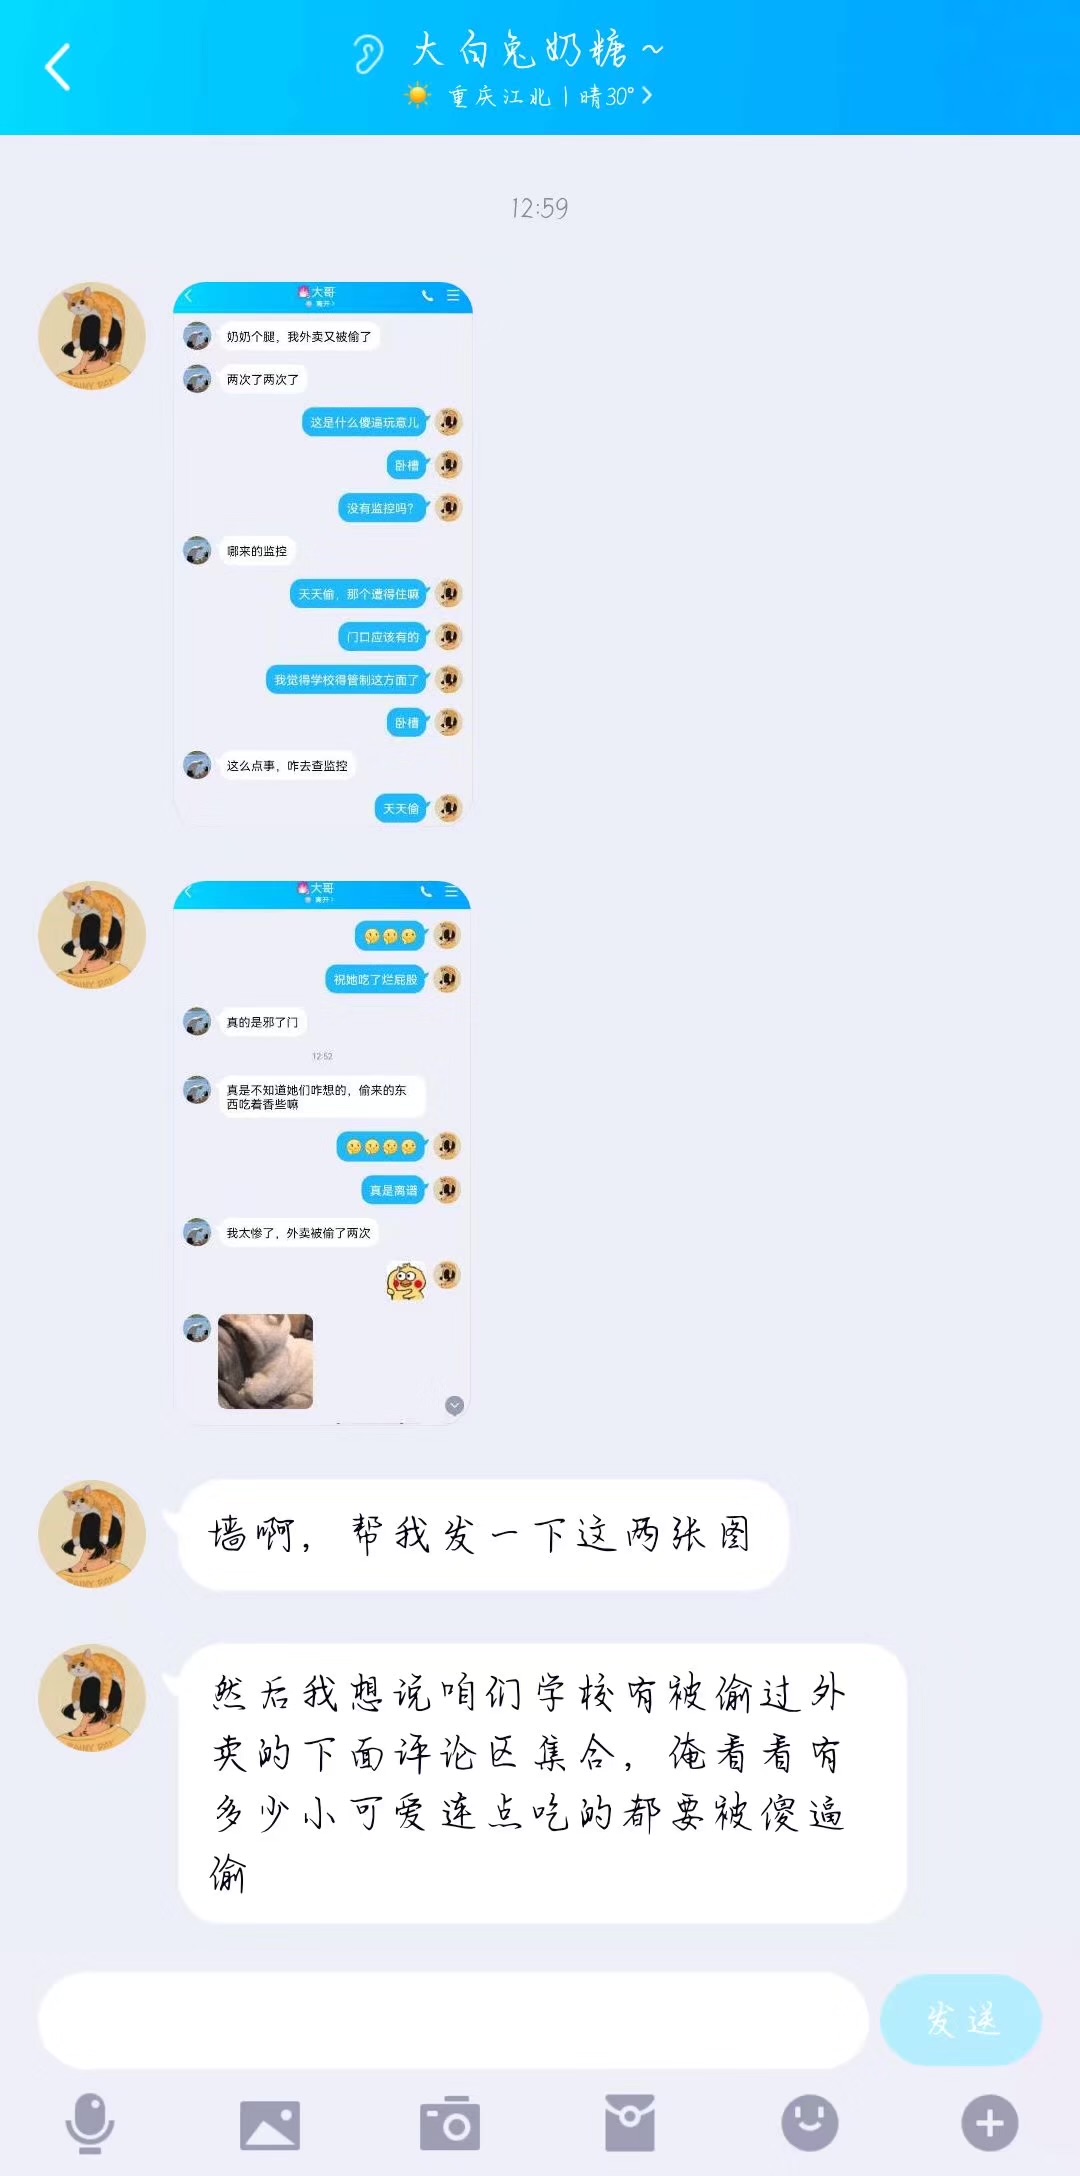 大白兔奶糖~
重庆江北 | 晴30°
12:59
大哥
离开
奶奶个腿，我外卖又被偷了
两次了两次了
这是什么傻逼玩意儿
卧槽
没有监控吗？
哪来的监控
天天偷，那个遭得住嘛
门口应该有的
我觉得学校得管制这方面了
卧槽
这么点事，咋去查监控
天天偷
大哥
离开
祝她吃了烂屁股
真的是邪了门
12:52
真是不知道她们咋想的，偷来的东
西吃着香些嘛
真是离谱
我太惨了，外卖被偷了两次
墙啊，帮我发一下这两张图
然后我想说咱们学校有被偷过外
卖的下面评论区集合，俺看看有
多少小可爱连点吃的都要被傻逼
偷
发送